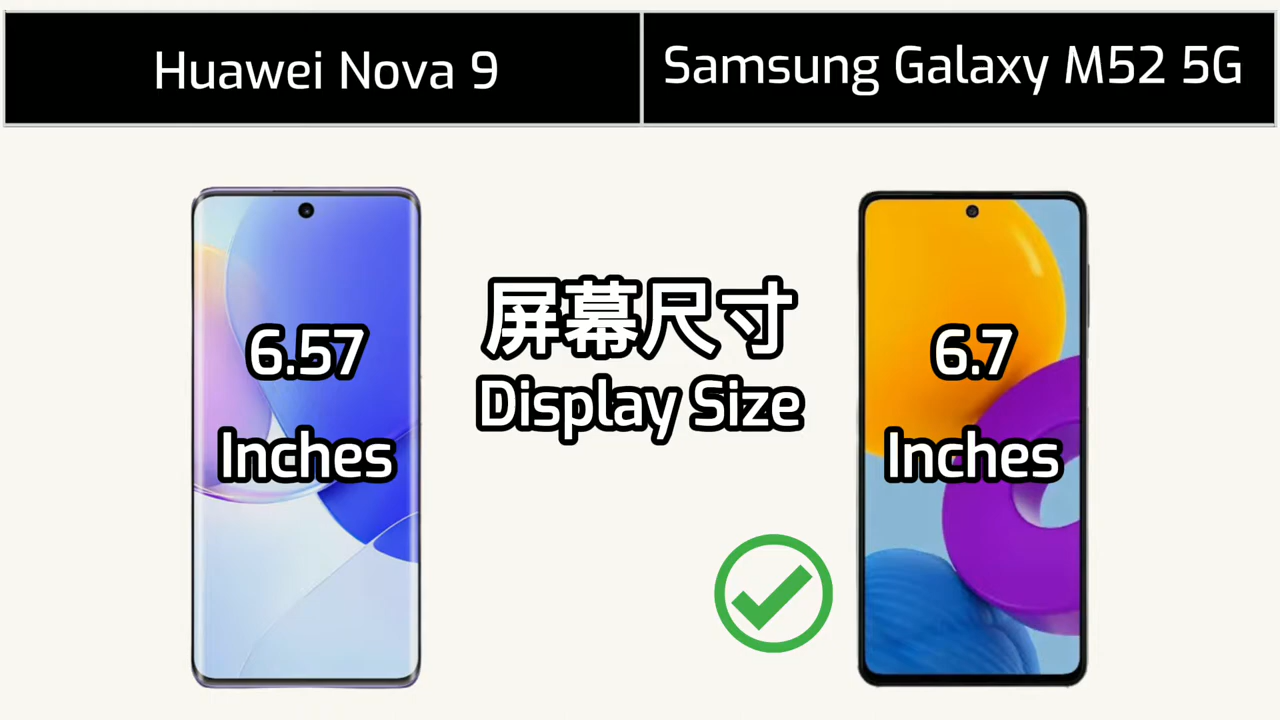 Huawei Nova 9
Samsung Galaxy M52 5G
屏幕尺寸
Display Size
6.57
Inches
6.7
Inches